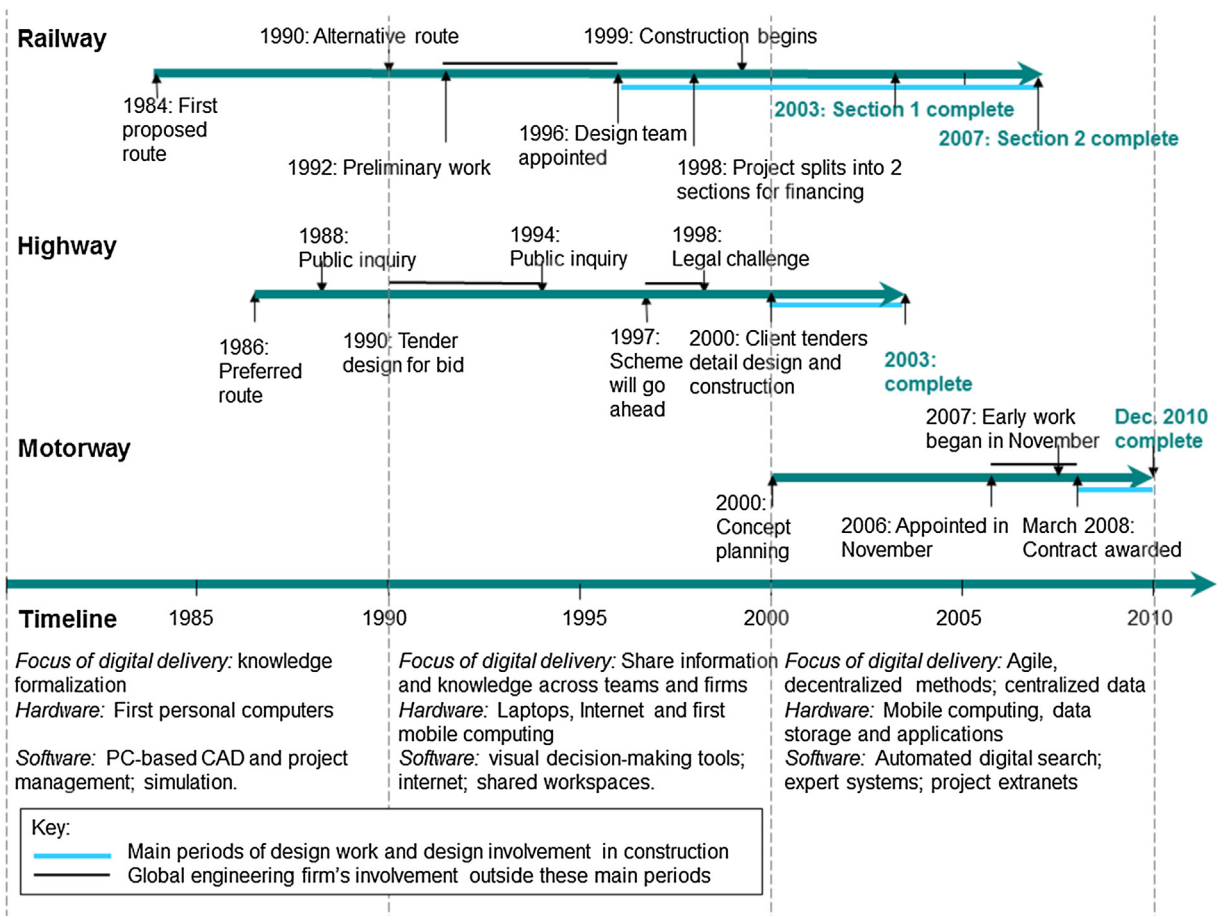 Railway
1990: Alternative route
1999: Construction begins
1984: First
proposed
route
1992: Preliminary work
1996: Design team
appointed
1998: Project splits into 2
sections for financing
2003: Section 1 complete
2007: Section 2 complete
Highway
1988:
Public inquiry
1994:
Public inquiry
1998:
Legal challenge
1986:
Preferred
route
1990: Tender
design for bid
1997:
Scheme
will go
ahead
2000: Client tenders
detail design and
construction
2003:
complete
Motorway
2007: Early work
began in November
Dec. 2010
complete
2000:
Concept
planning
2006: Appointed in
November
March 2008:
Contract awarded
Timeline
1985
1990
1995
2000
2005
2010
Focus of digital delivery: knowledge
formalization
Hardware: First personal computers
Software: PC-based CAD and project
management; simulation.
Focus of digital delivery: Share information
and knowledge across teams and firms
Hardware: Laptops, Internet and first
mobile computing
Software: visual decision-making tools;
internet; shared workspaces.
Focus of digital delivery: Agile,
decentralized methods; centralized data
Hardware: Mobile computing, data
storage and applications
Software: Automated digital search;
expert systems; project extranets
Key:
Main periods of design work and design involvement in construction
Global engineering firm's involvement outside these main periods